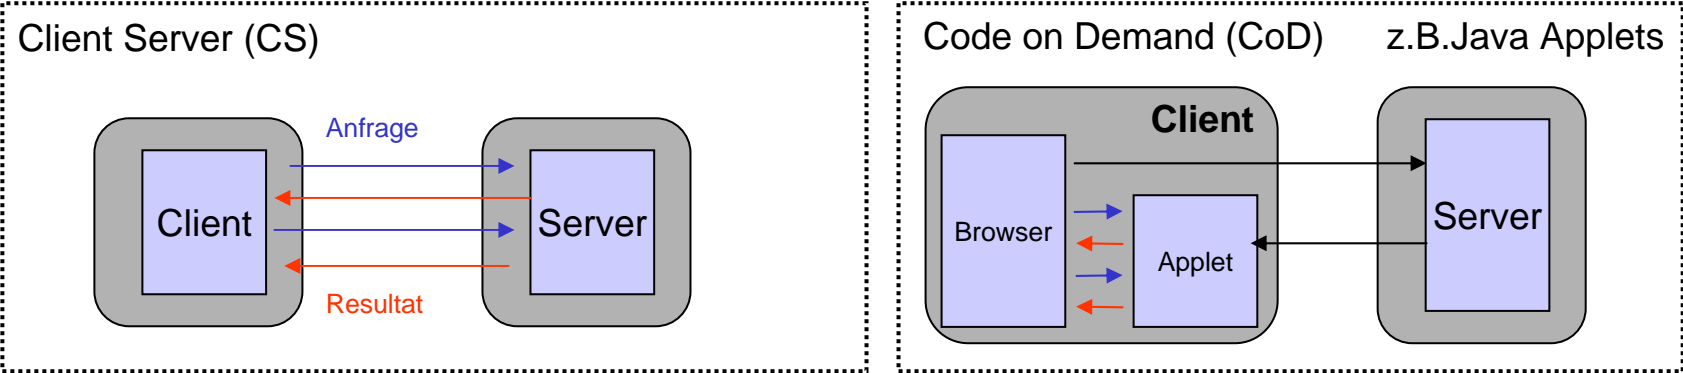 Client Server (CS)
Anfrage
Client
Server
Resultat
Code on Demand (CoD) z.B.Java Applets
Client
Browser
Applet
Server